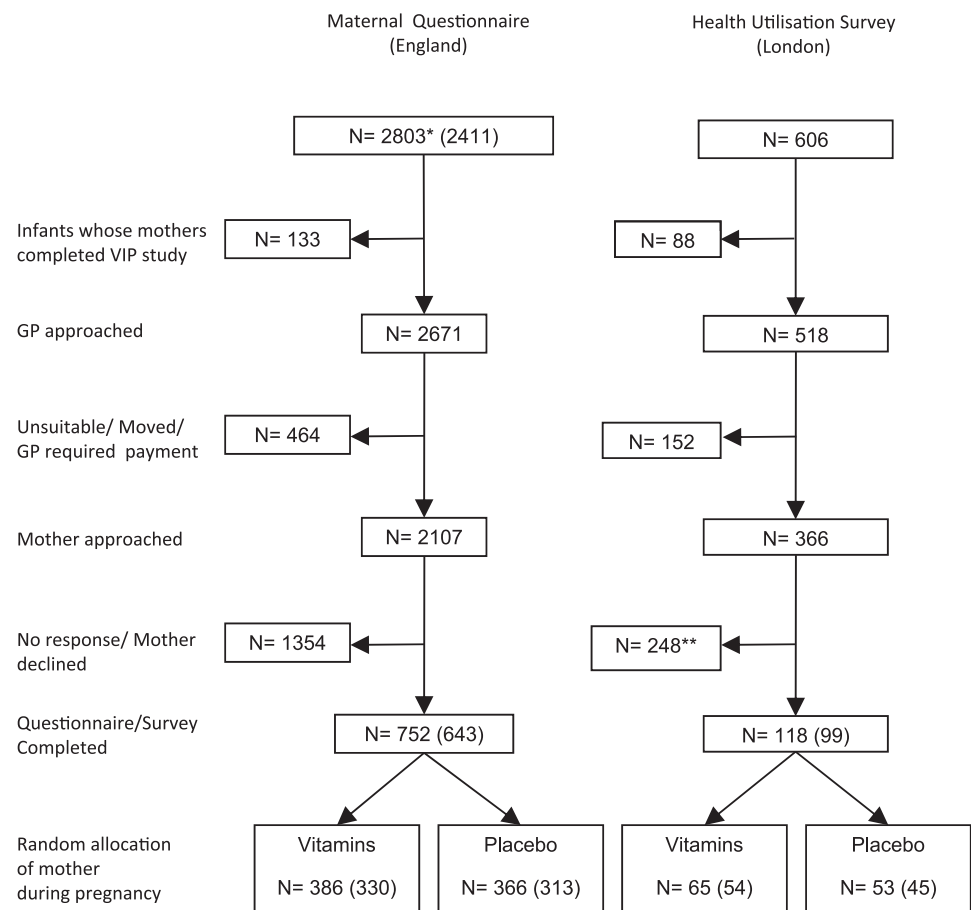 Maternal Questionnaire
(England)
Health Utilisation Survey
(London)
N= 2803* (2411)
N= 606
Infants whose mothers
completed VIP study
N= 133
N= 88
GP approached
N= 2671
N= 518
Unsuitable/ Moved/
GP required payment
N= 464
N= 152
Mother approached
N= 2107
N= 366
No response/ Mother
declined
N= 1354
N= 248**
Questionnaire/Survey
Completed
N= 752 (643)
N= 118 (99)
Random allocation
of mother
during pregnancy
Vitamins
N= 386 (330)
Placebo
N= 366 (313)
Vitamins
N= 65 (54)
Placebo
N= 53 (45)